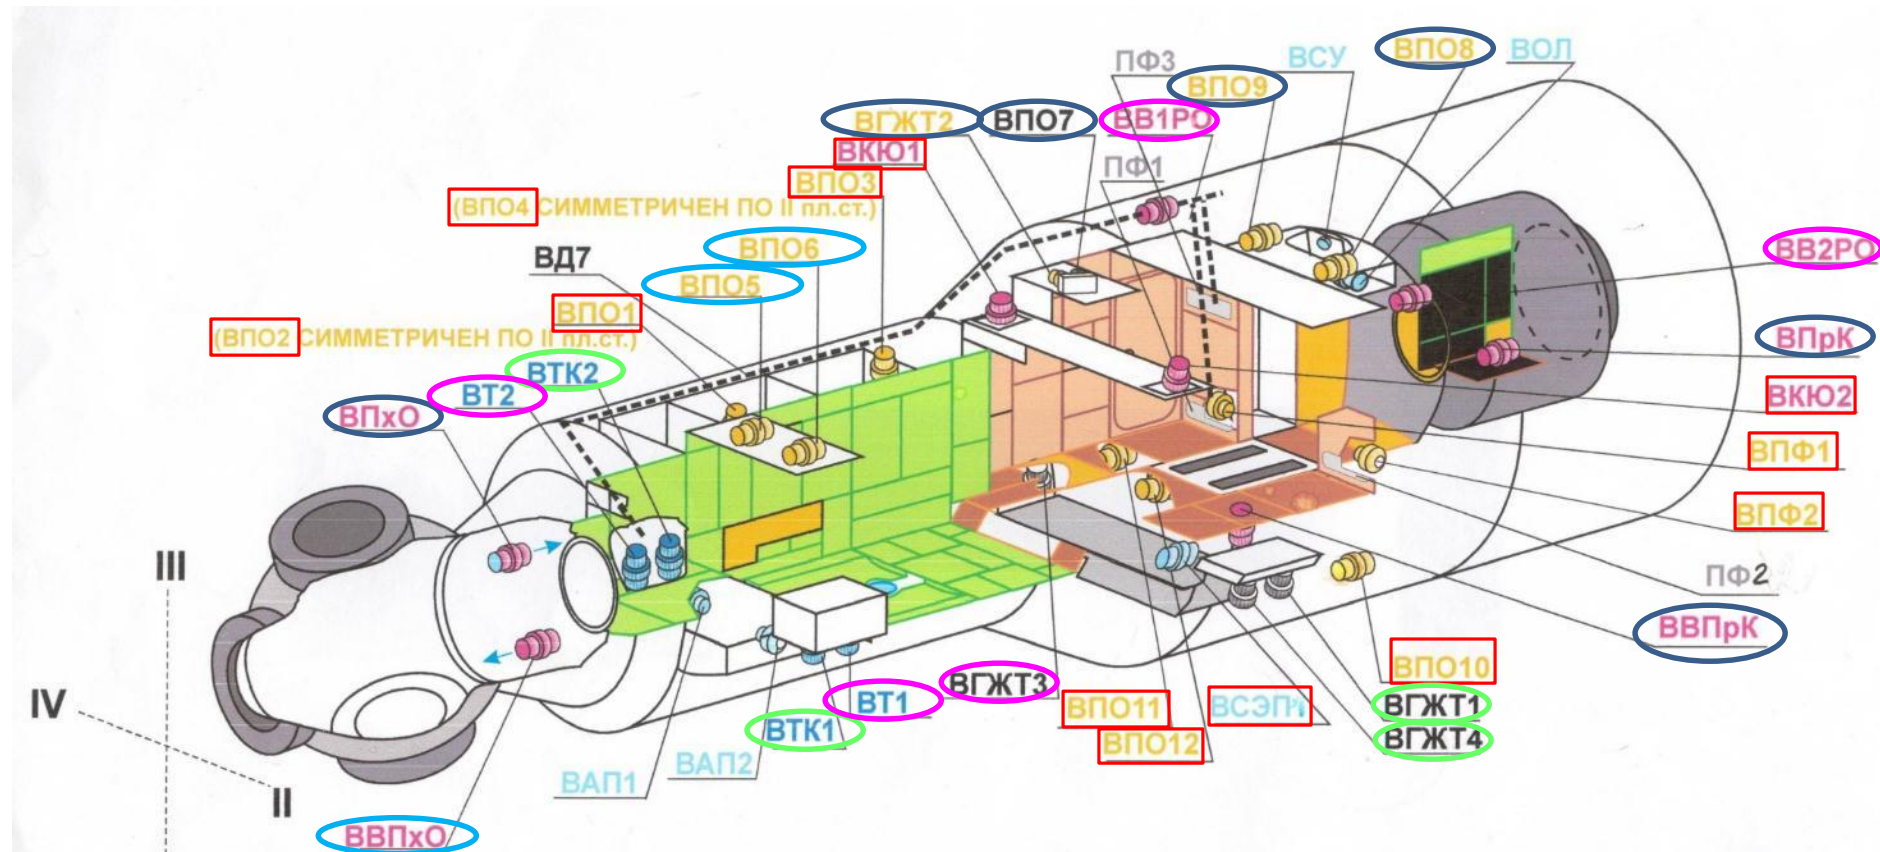 ПФ3
ВСУ
ВПО8
ВОЛ
ВПО9
ВГЖТ2
ВПО7
ВВ1РО
ВКЮ1
ПФ1
ВПО3
(ВПО4 СИММЕТРИЧЕН ПО II пл.ст.)
ВПО6
ВД7
ВПО5
ВВ2РО
ВПО1
(ВПО2 СИММЕТРИЧЕН ПО II пл.ст.)
ВПрК
ВТК2
ВТ2
ВКЮ2
ВПхО
ВПФ1
ВПФ2
III
ПФ2
ВВПрК
ВПО10
IV
ВГЖТ3
ВТ1
ВПО11
ВГЖТ1
ВТК1
ВПО12
ВГЖТ4
ВАП2
ВАП1
II
ВВПхО